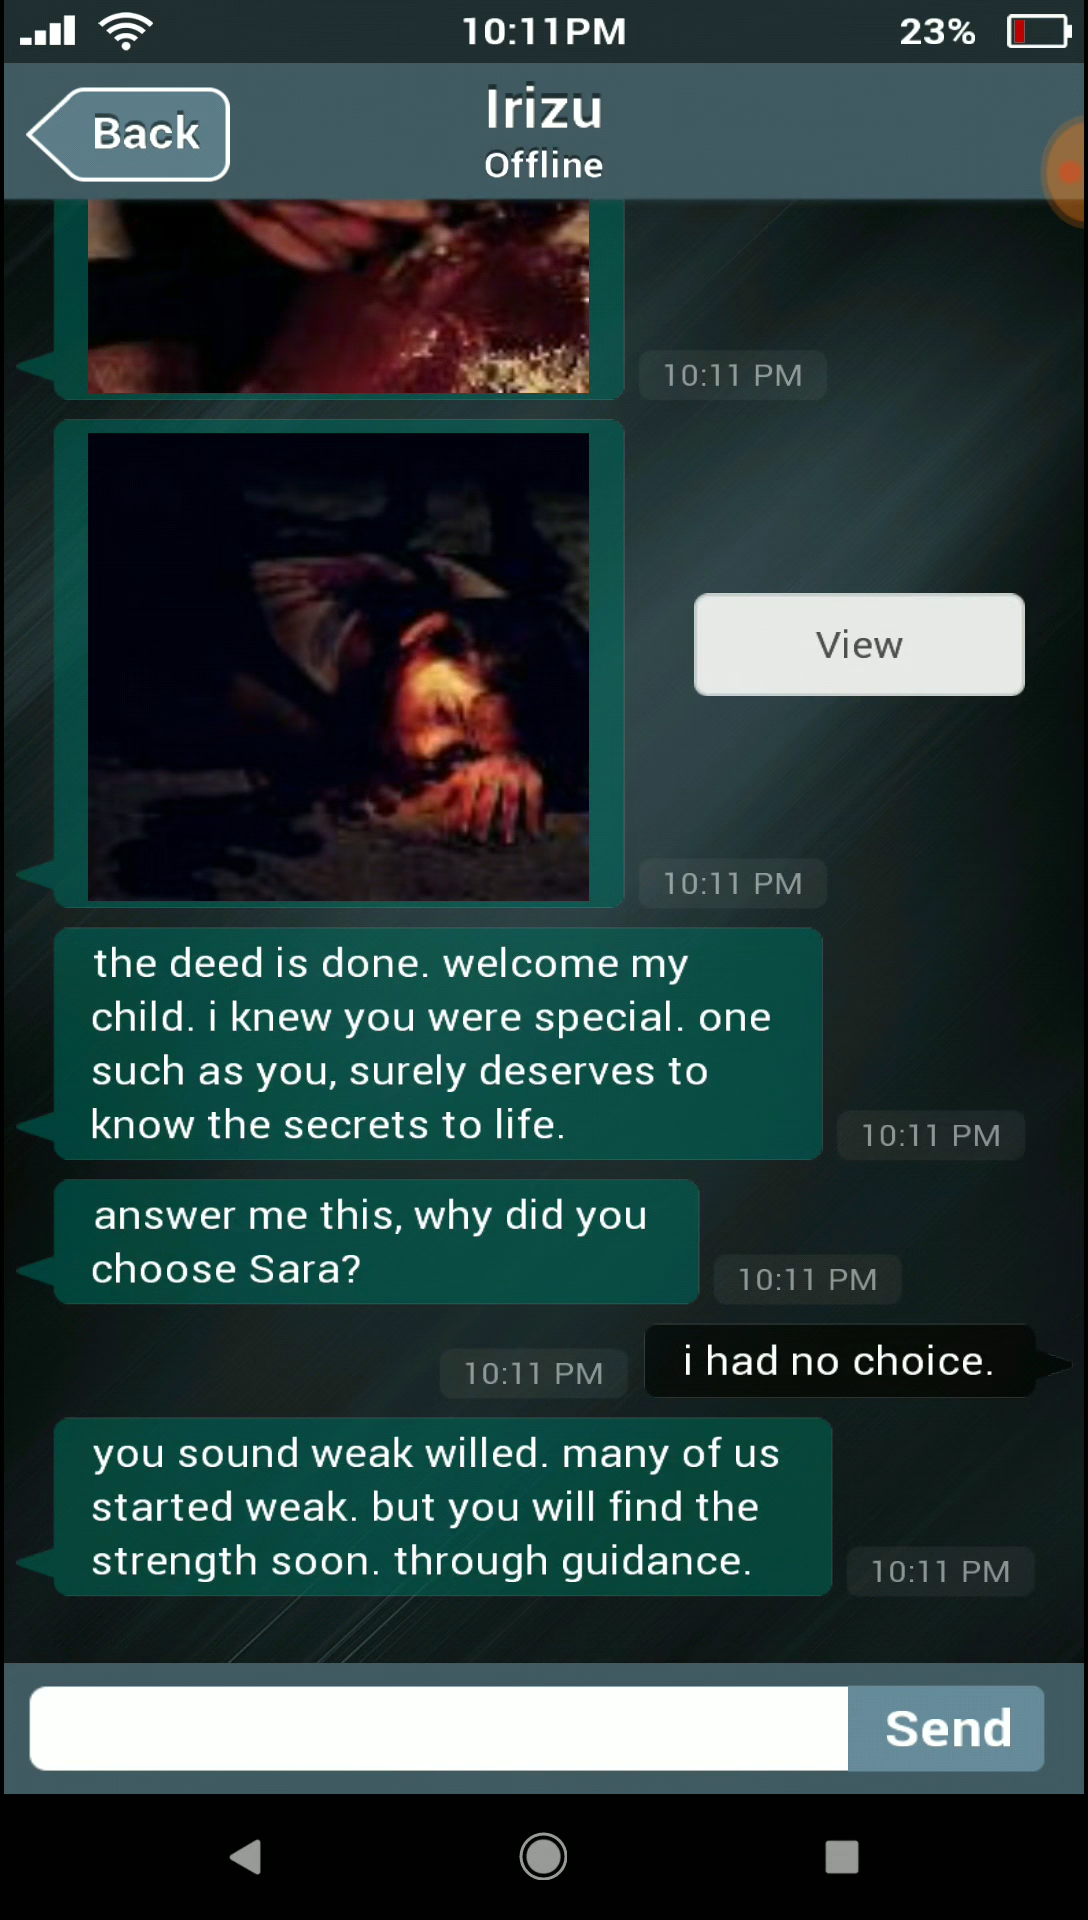 10:11PM
23%
Back
Irizu
Offline
10:11 PM
View
10:11 PM
the deed is done. welcome my
child. i knew you were special. one
such as you, surely deserves to
know the secrets to life.
10:11 PM
answer me this, why did you
choose Sara?
10:11 PM
i had no choice.
10:11 PM
you sound weak willed. many of us
started weak. but you will find the
strength soon. through guidance.
10:11 PM
Send